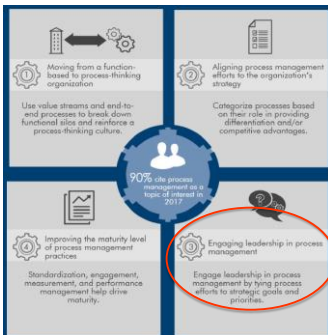 1
Moving from a function-
based to process-thinking
organization
Use value streams and end-to-
end processes to break down
functional silos and reinforce a
process-thinking culture.
2
Aligning process management
efforts to the organization's
strategy
Categorize processes based
on their role in providing
differentiation and/or
competitive advantages.
90% cite process
management as a
topic of interest in
2017
4
Improving the maturity level
of process management
practices
Standardization, engagement,
measurement, and performance
management help drive
maturity.
3
Engaging leadership in process
management
Engage leadership in process
management by tying process
efforts to strategic goals and
priorities.